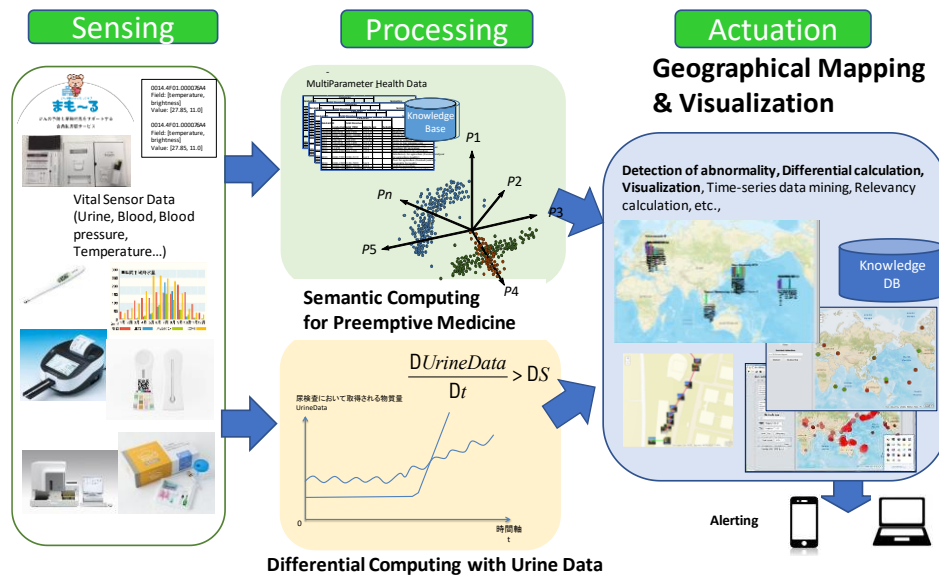 Sensing
Processing
Actuation
まも～る
0014.4F01.000076A4
Field: [temperature,
brightness]
Value: [27.85, 11.0]
0014.4F01.000076A4
Field: [temperature,
brightness]
Value: [27.85, 11.0]
Vital Sensor Data
(Urine, Blood, Blood
pressure,
Temperature...)
MultiParameter Health Data
Knowledge
Base
P1
P2
P3
Pn
P5
P4
Semantic Computing
for Preemptive Medicine
DUrineData
Dt
> DS
尿検査において取得される物質量
UrineData
0
時間軸
t
Differential Computing with Urine Data
Geographical Mapping
& Visualization
Detection of abnormality, Differential calculation,
Visualization, Time-series data mining, Relevancy
calculation, etc.,
Knowledge
DB
Alerting